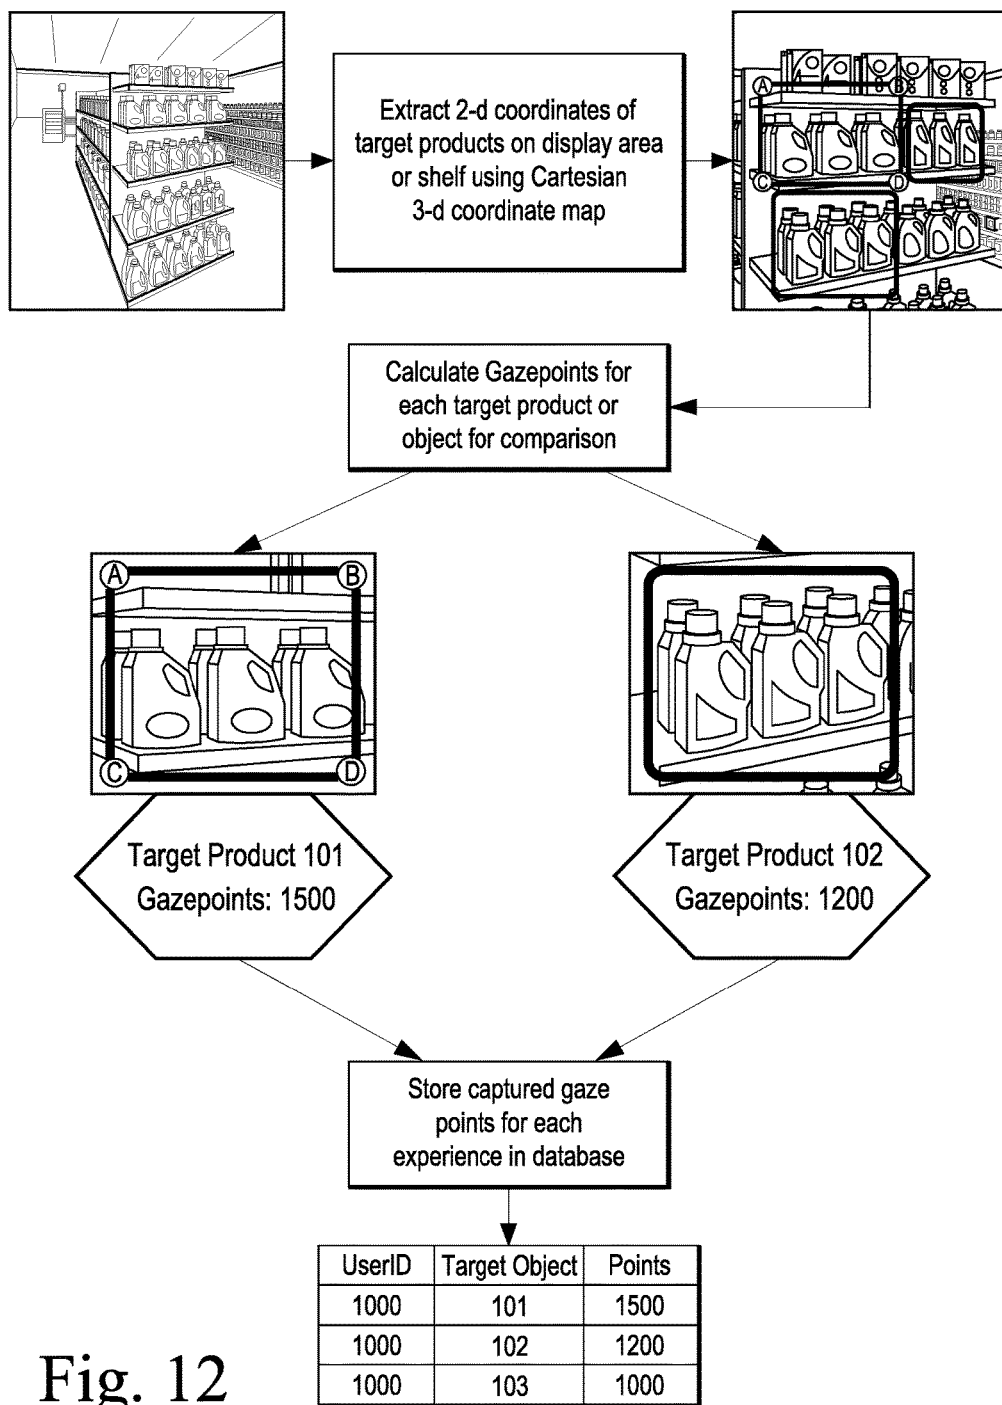 Extract 2-d coordinates of
target products on display area
or shelf using Cartesian
3-d coordinate map
A B
C D
Calculate Gazepoints for
each target product or
object for comparison
A B
C D
Target Product 101
Gazepoints: 1500
Target Product 102
Gazepoints: 1200
Store captured gaze
points for each
experience in database
UserID Target Object Points
1000 101 1500
1000 102 1200
1000 103 1000
Fig. 12